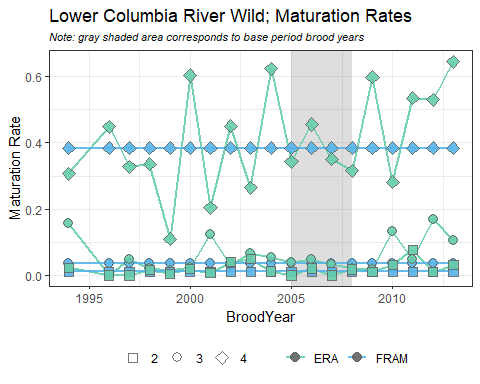 Lower Columbia River Wild; Maturation Rates
Note: gray shaded area corresponds to base period brood years
Maturation Rate
0.6
0.4
0.2
0.0
1995 2000 2005 2010
BroodYear
2 3 4 ERA FRAM